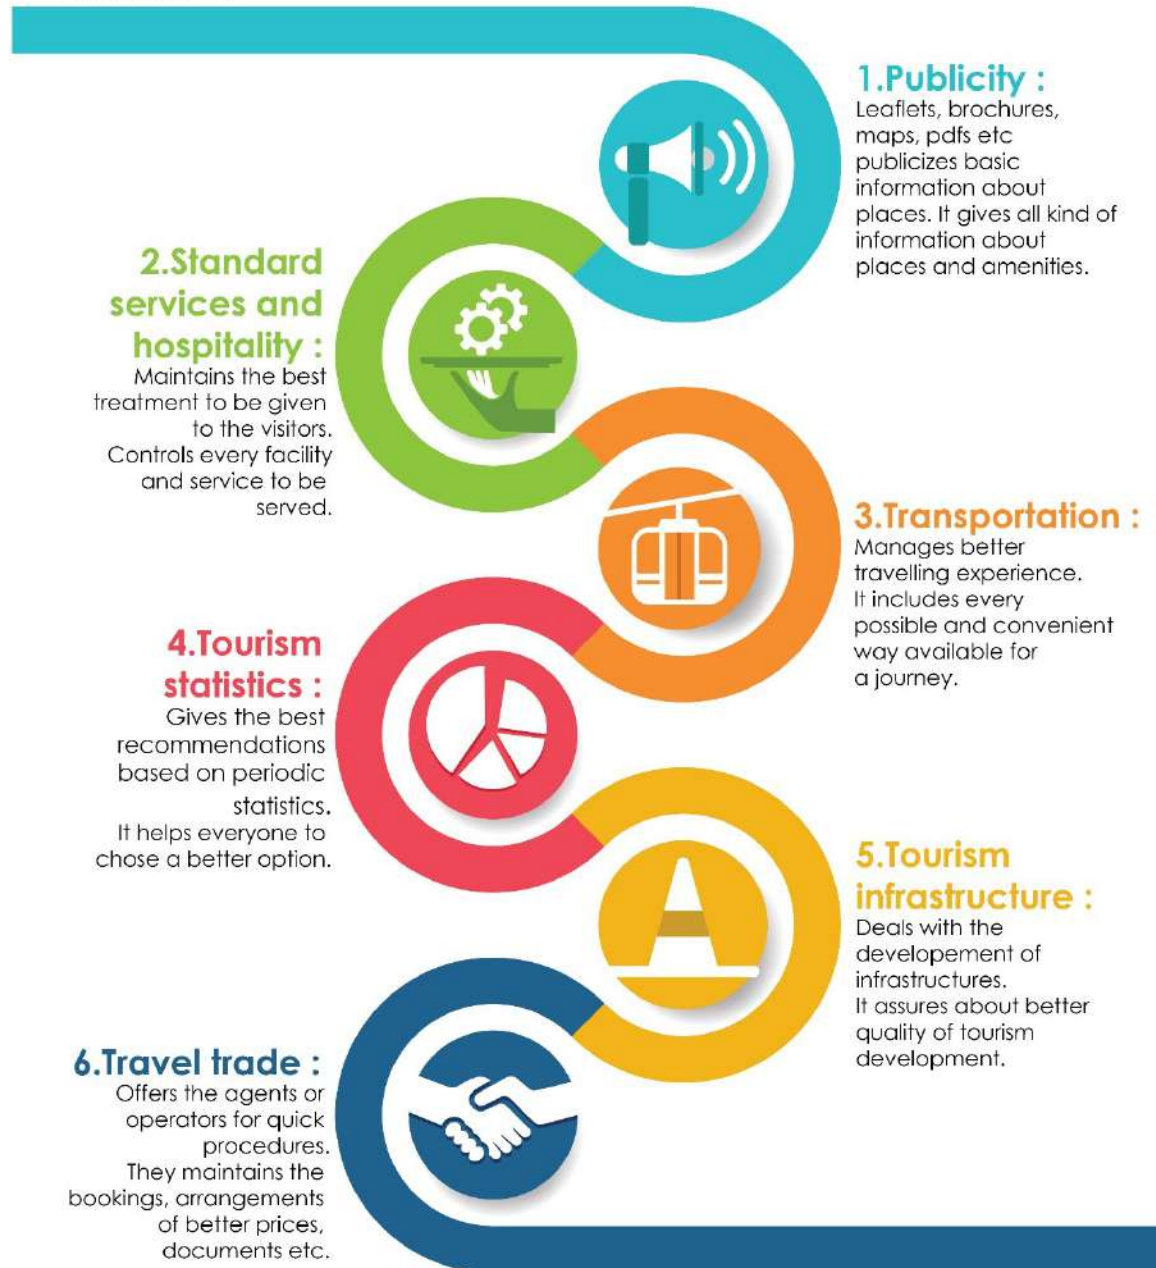 1.Publicity :
Leaflets, brochures,
maps, pdfs etc
publicizes basic
information about
places. It gives all kind of
information about
places and amenities.
2.Standard
services and
hospitality :
Maintains the best
treatment to be given
to the visitors.
Controls every facility
and service to be
served.
3.Transportation :
Manages better
travelling experience.
It includes every
possible and convenient
way available for
a journey.
4.Tourism
statistics :
Gives the best
recommendations
based on periodic
statistics.
It helps everyone to
chose a better option.
5.Tourism
infrastructure :
Deals with the
developement of
infrastructures.
It assures about better
quality of tourism
development.
6.Travel trade :
Offers the agents or
operators for quick
procedures.
They maintains the
bookings, arrangements
of better prices,
documents etc.